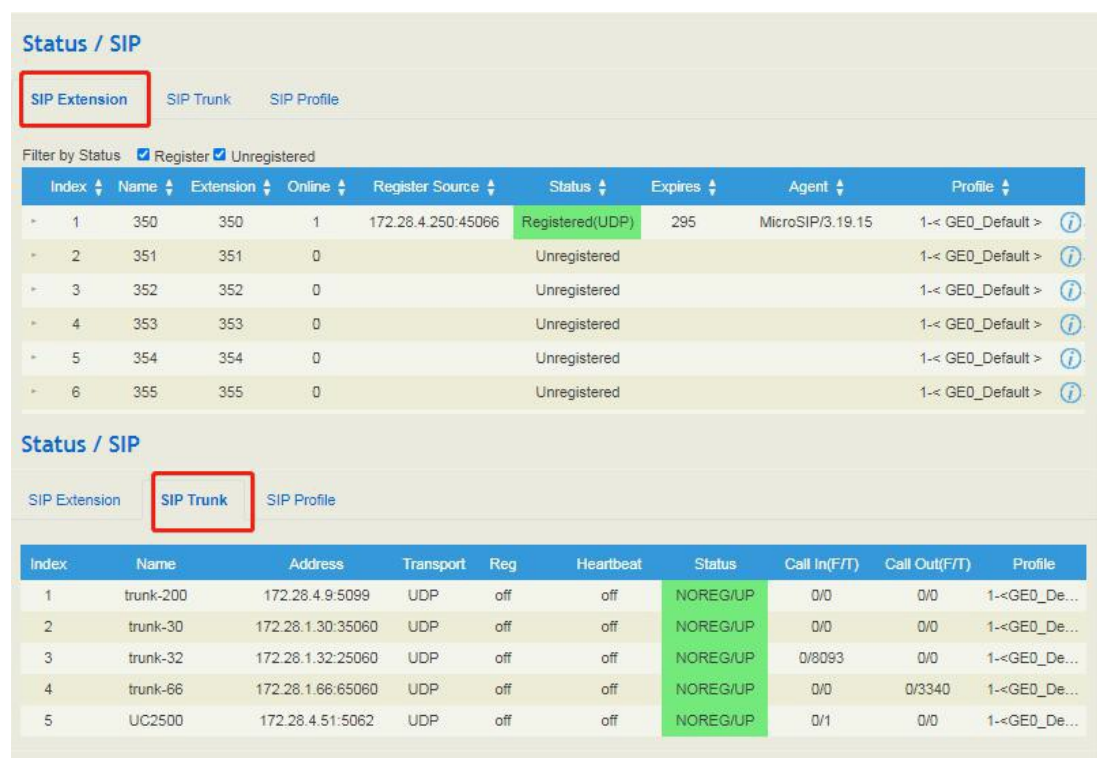 Status / SIP
SIP Extension SIP Trunk SIP Profile
Filter by Status Register Unregistered
Index Name Extension Online Register Source Status Expires Agent Profile
1 350 350 1 172.28.4.250:45066 Registered(UDP) 295 MicroSIP/3.19.15 1-< GE0_Default >
2 351 351 0 Unregistered 1-< GE0_Default >
3 352 352 0 Unregistered 1-< GE0_Default >
4 353 353 0 Unregistered 1-< GE0_Default >
5 354 354 0 Unregistered 1-< GE0_Default >
6 355 355 0 Unregistered 1-< GE0_Default >
Status / SIP
SIP Extension SIP Trunk SIP Profile
Index Name Address Transport Reg Heartbeat Status Call In(F/T) Call Out(F/T) Profile
1 trunk-200 172.28.4.9:5099 UDP off off NOREG/UP 0/0 0/0 1-<GE0_De...
2 trunk-30 172.28.1.30:35060 UDP off off NOREG/UP 0/0 0/0 1-<GE0_De...
3 trunk-32 172.28.1.32:25060 UDP off off NOREG/UP 0/8093 0/0 1-<GE0_De...
4 trunk-66 172.28.1.66:65060 UDP off off NOREG/UP 0/0 0/3340 1-<GE0_De...
5 UC2500 172.28.4.51:5062 UDP off off NOREG/UP 0/1 0/0 1-<GE0_De...